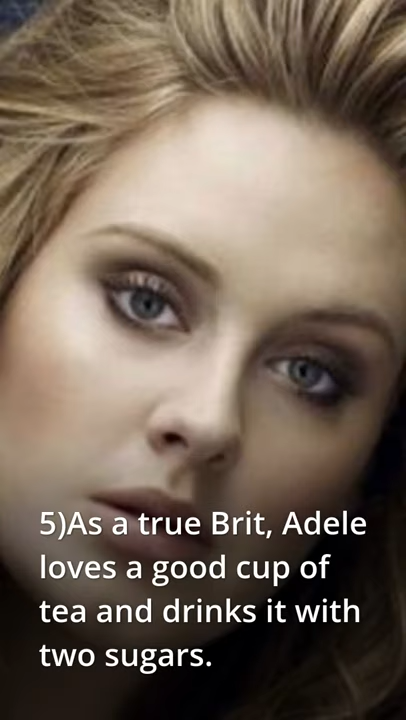 5)As a true Brit, Adele
loves a good cup of
tea and drinks it with
two sugars.